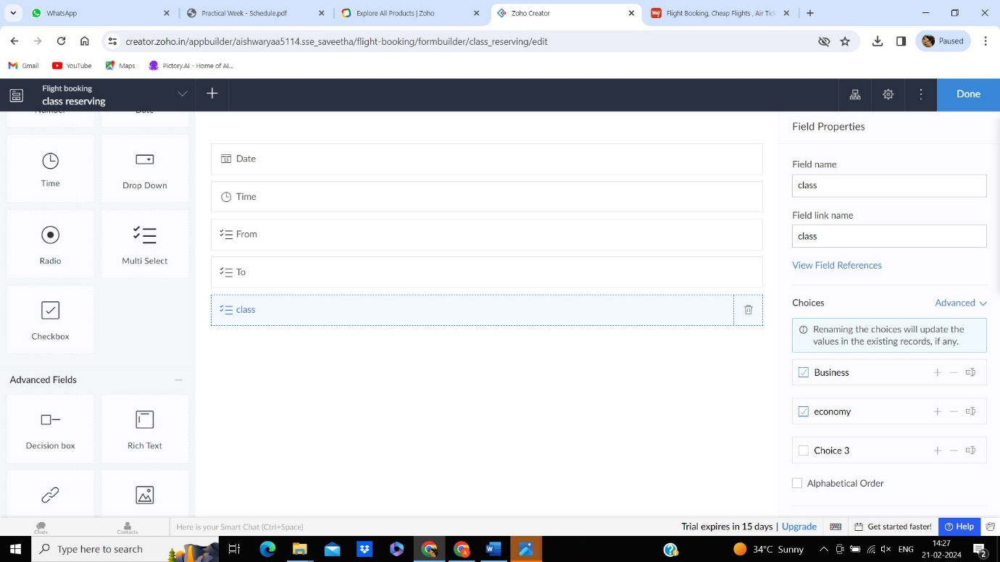 WhatsApp
Practical Week - Schedule.pdf
Explore All Products | Zoho
Zoho Creator
Flight Booking, Cheap Flights , Air Tic
creator.zoho.in/appbuilder/aishwaryaa5114.sse_saveetha/flight-booking/formbuilder/class_reserving/edit
Paused
Gmail
YouTube
Maps
Pictory.AI - Home of AI...
Flight booking
class reserving
Done
Number
Date
Time
Drop Down
Radio
Multi Select
Checkbox
Advanced Fields
Decision box
Rich Text
Date
Time
From
To
class
Field Properties
Field name
class
Field link name
class
View Field References
Choices
Advanced
Renaming the choices will update the
values in the existing records, if any.
Business
economy
Choice 3
Alphabetical Order
Chats
Contacts
Here is your Smart Chat (Ctrl+Space)
Trial expires in 15 days | Upgrade
Get started faster!
Help
Type here to search
34°C Sunny
ENG
14:27
21-02-2024
2